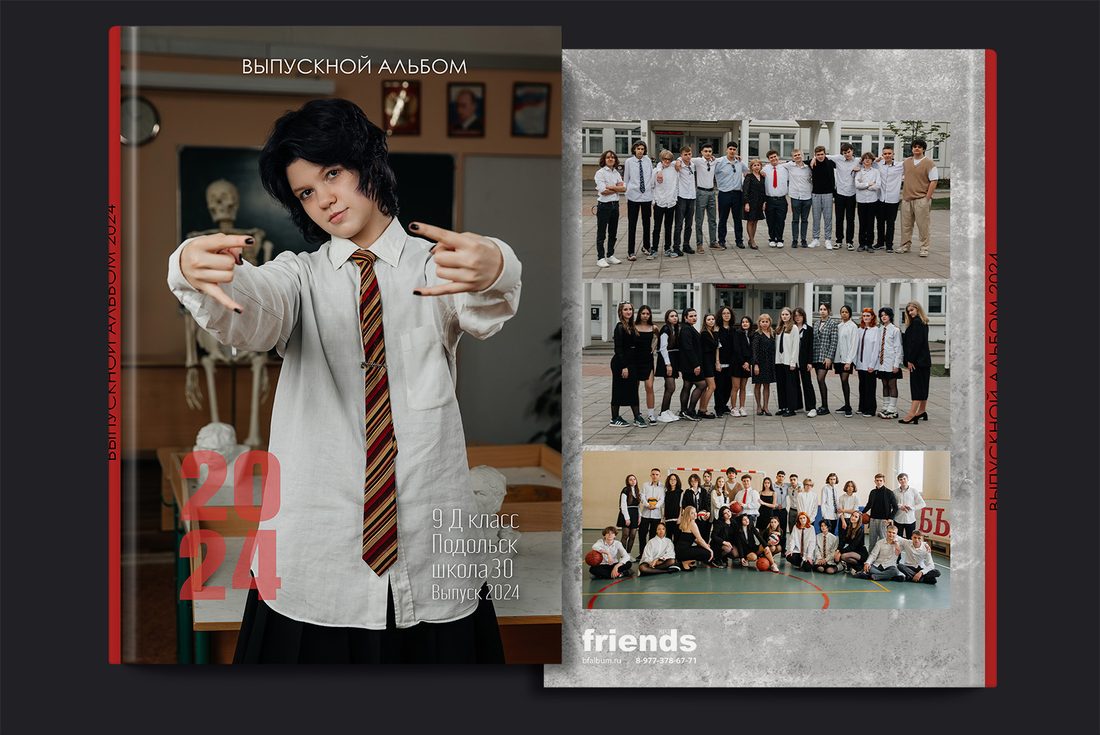 ВЫПУСКНОЙ АЛЬБОМ
ВЫПУСКНОЙ АЛЬБОМ 2024
20
24
9 Д класс
Подольск
школа 30
Выпуск 2024
БЬ
friends
bfalbum.ru 8-977-378-67-71
ВЫПУСКНОЙ АЛЬБОМ 2024